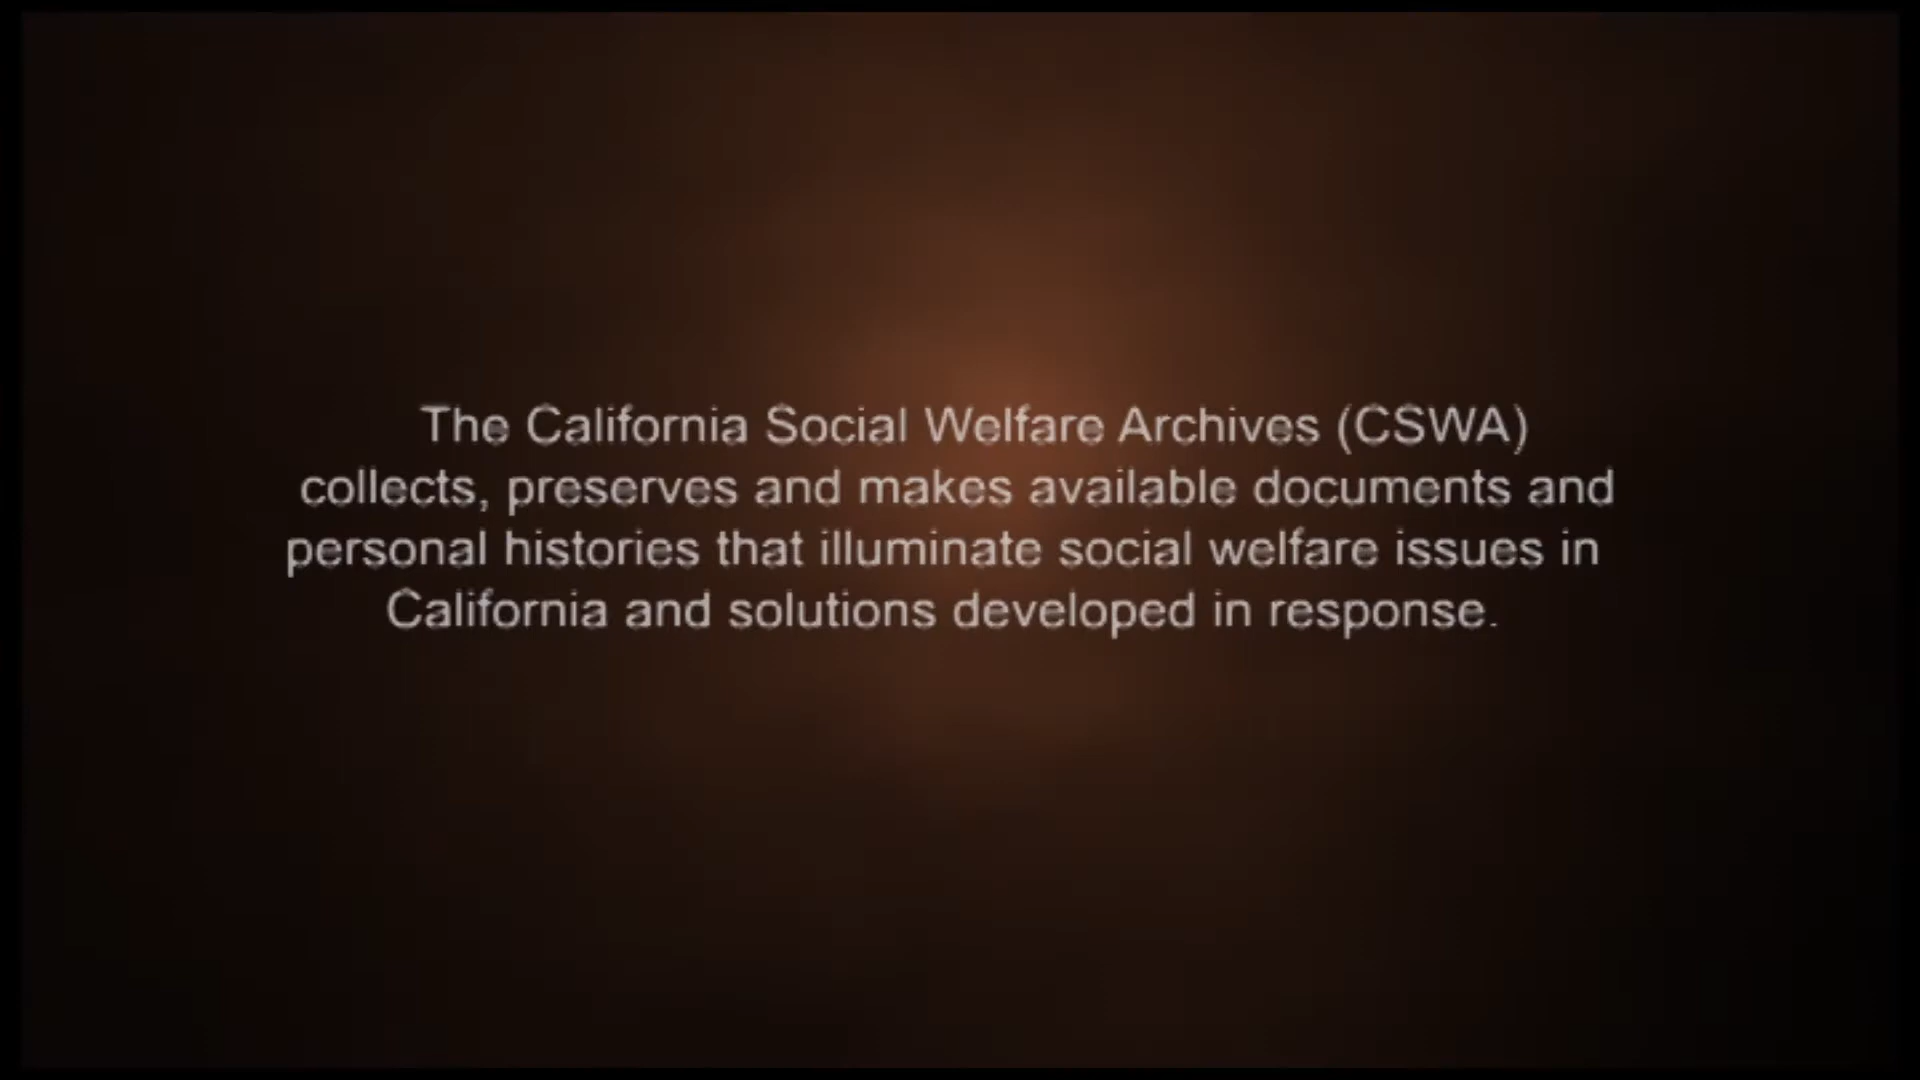 The California Social Welfare Archives (CSWA)
collects, preserves and makes available documents and
personal histories that illuminate social welfare issues in
California and solutions developed in response.